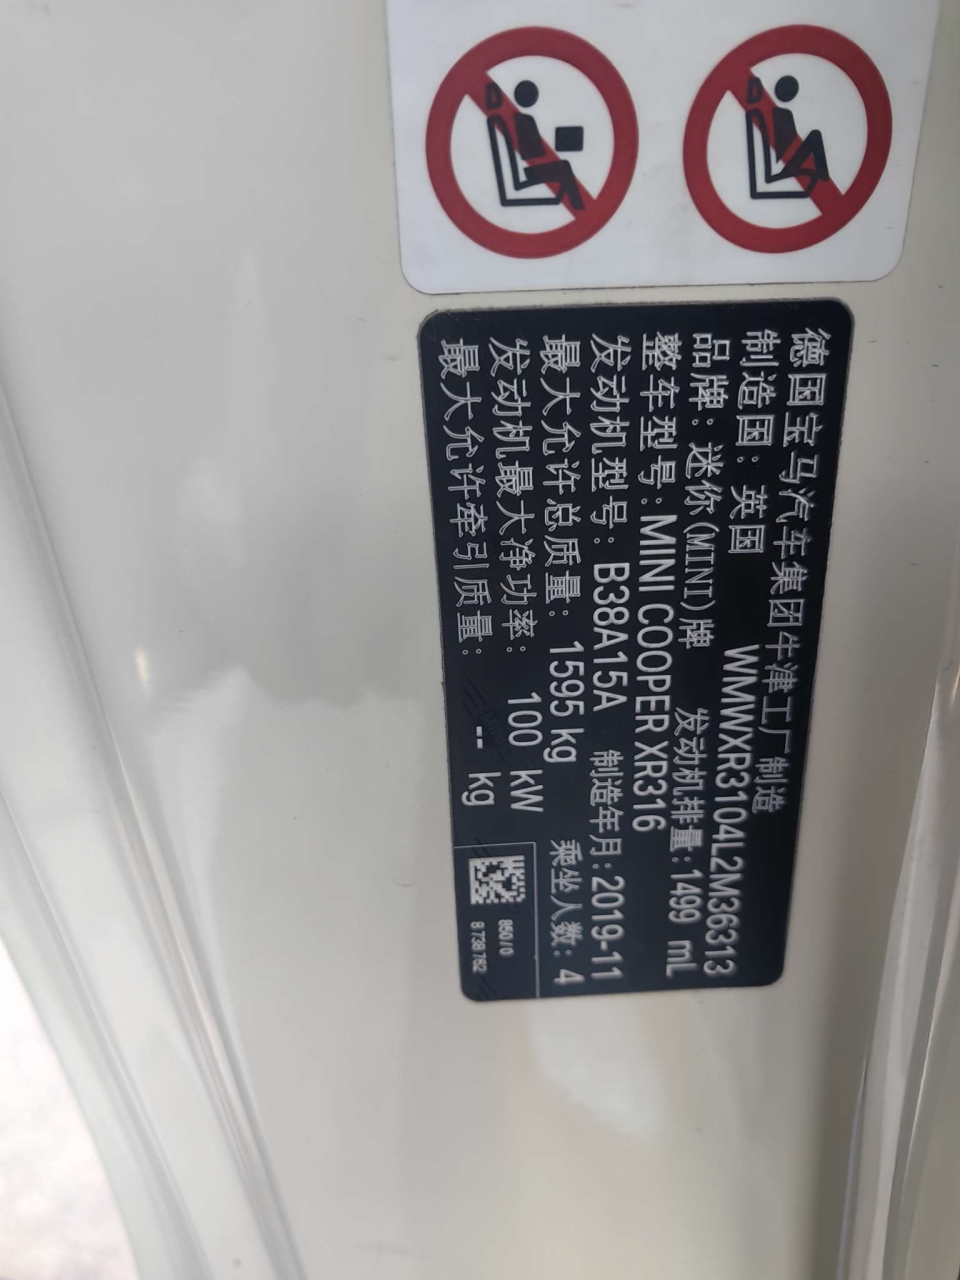 德国宝马汽车集团牛津工厂制造
制造国：英国 WMWXR3104L2M36313
品牌：迷你(MINI)牌 发动机排量：1499 mL
整车型号：MINI COOPER XR316
发动机型号：B38A15A 制造年月：2019-11
最大允许总质量：1595 kg 乘坐人数：4
发动机最大净功率：100 kW
最大允许牵引质量：-- kg
850/0
8 738 762